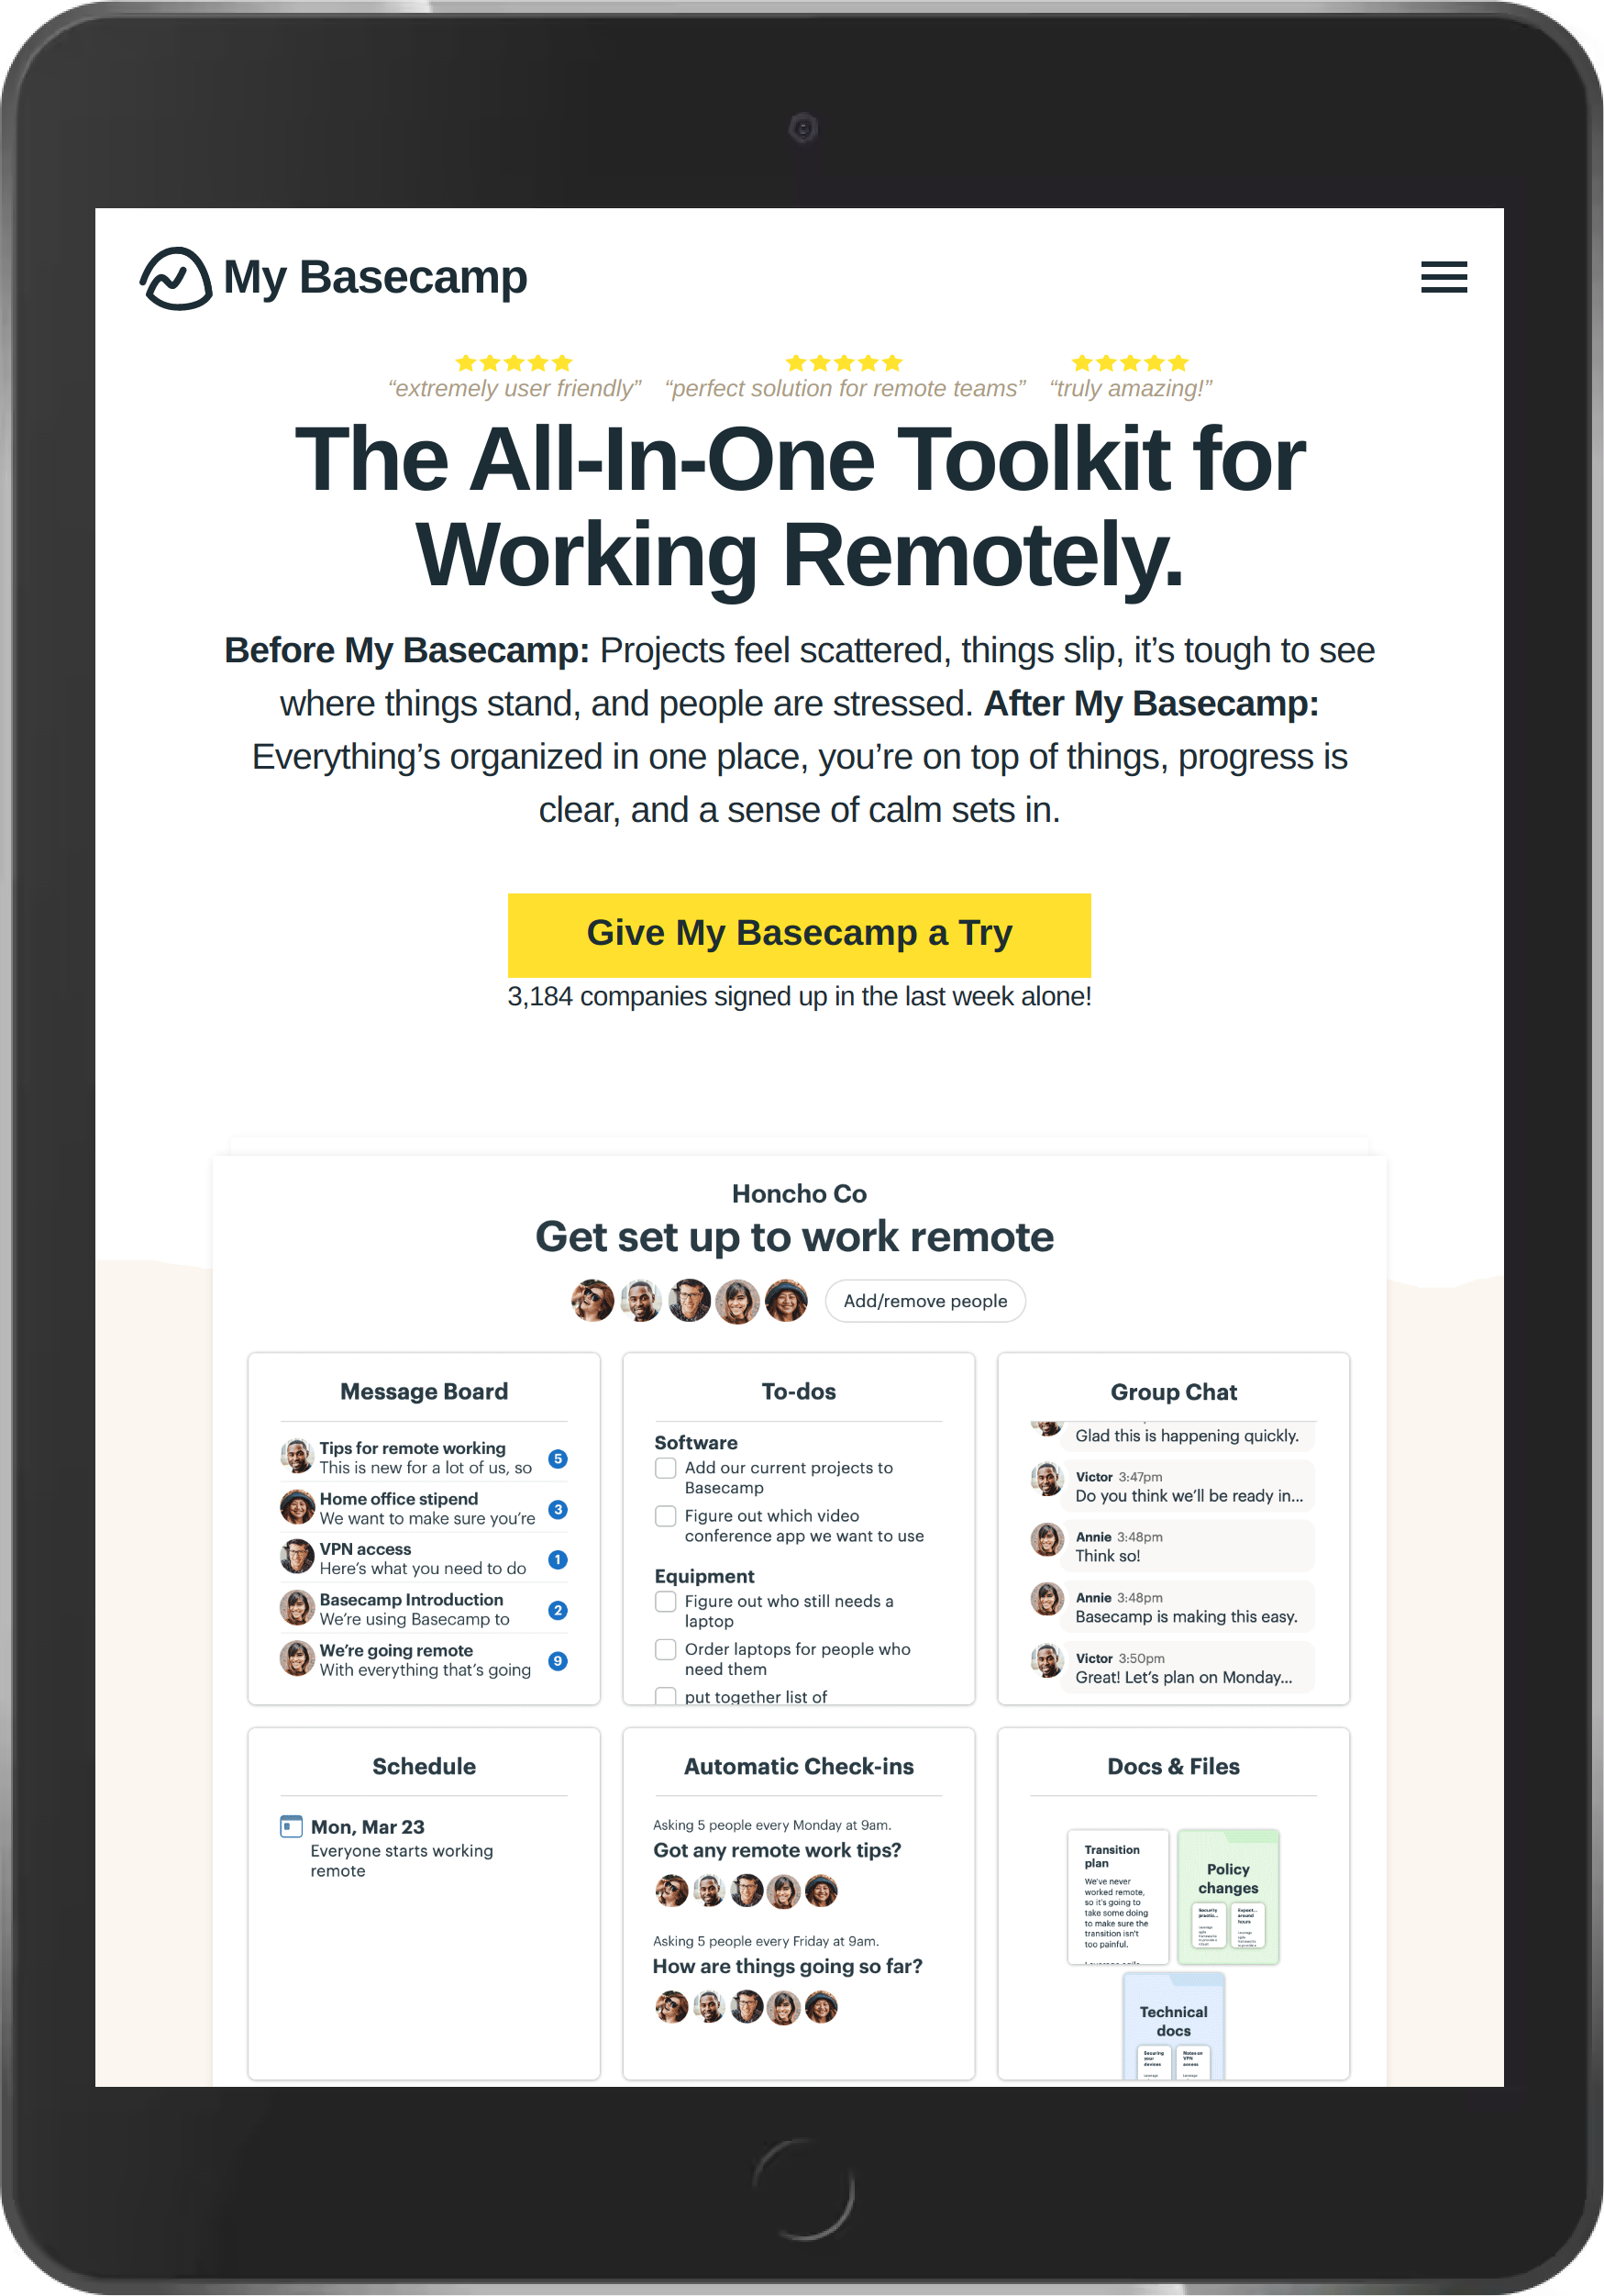 My Basecamp
“extremely user friendly” “perfect solution for remote teams” “truly amazing!”
The All-In-One Toolkit for
Working Remotely.
Before My Basecamp: Projects feel scattered, things slip, it’s tough to see
where things stand, and people are stressed. After My Basecamp:
Everything’s organized in one place, you’re on top of things, progress is
clear, and a sense of calm sets in.
Give My Basecamp a Try
3,184 companies signed up in the last week alone!
Honcho Co
Get set up to work remote
Add/remove people
Message Board
Tips for remote working
This is new for a lot of us, so
5
Home office stipend
We want to make sure you’re
3
VPN access
Here’s what you need to do
1
Basecamp Introduction
We’re using Basecamp to
2
We’re going remote
With everything that’s going
9
To-dos
Software
Add our current projects to
Basecamp
Figure out which video
conference app we want to use
Equipment
Figure out who still needs a
laptop
Order laptops for people who
need them
put together list of
Group Chat
Glad this is happening quickly.
Victor 3:47pm
Do you think we’ll be ready in...
Annie 3:48pm
Think so!
Annie 3:48pm
Basecamp is making this easy.
Victor 3:50pm
Great! Let’s plan on Monday...
Schedule
Mon, Mar 23
Everyone starts working
remote
Automatic Check-ins
Asking 5 people every Monday at 9am.
Got any remote work tips?
Asking 5 people every Friday at 9am.
How are things going so far?
Docs & Files
Transition
plan
We’ve never
worked remote,
so it’s going to
take some doing
to make sure the
transition isn’t
too painful.
Policy
changes
Security
Expect...
around
hours
Technical
docs
Securing
your
devices
Notes on
VPN
access